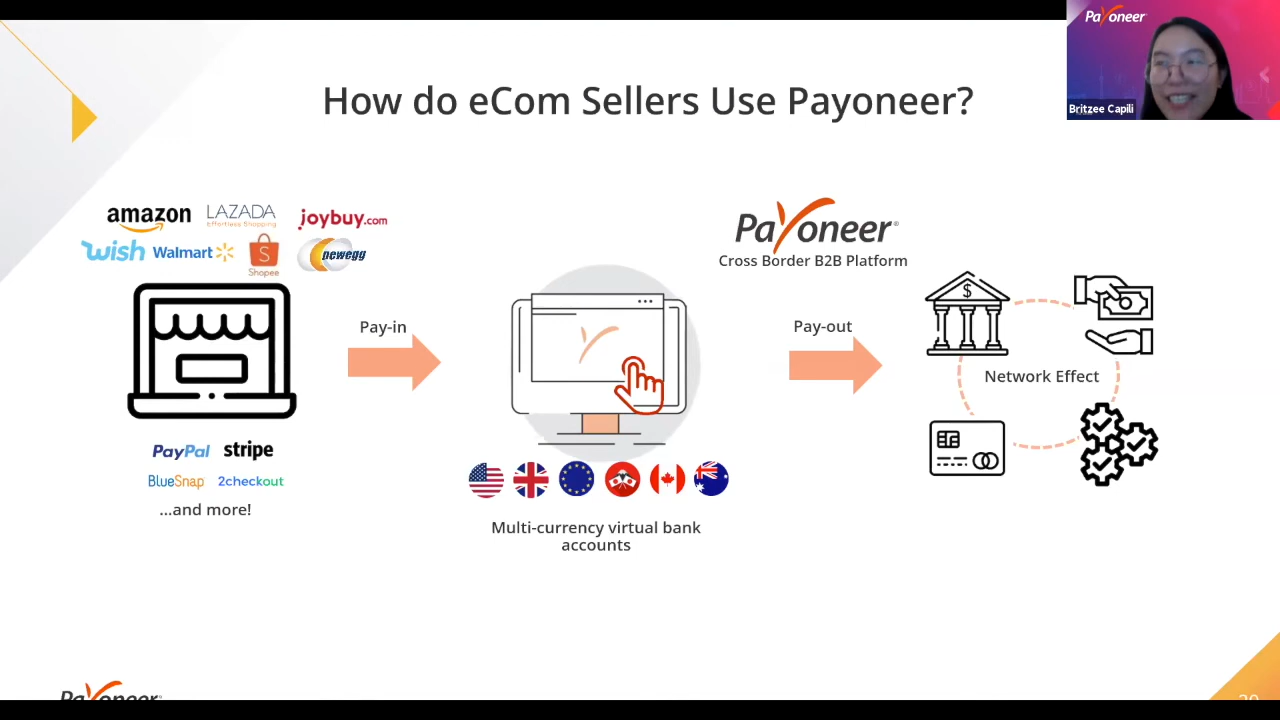 Payoneer
Britzee Capili
How do eCom Sellers Use Payoneer?
amazon
LAZADA
Effortless Shopping
joybuy.com
wish
Walmart
S
Shopee
newegg
Pay-in
PayPal
stripe
BlueSnap
2checkout
...and more!
Multi-currency virtual bank
accounts
Payoneer®
Cross Border B2B Platform
Pay-out
$
Network Effect
Payoneer
20